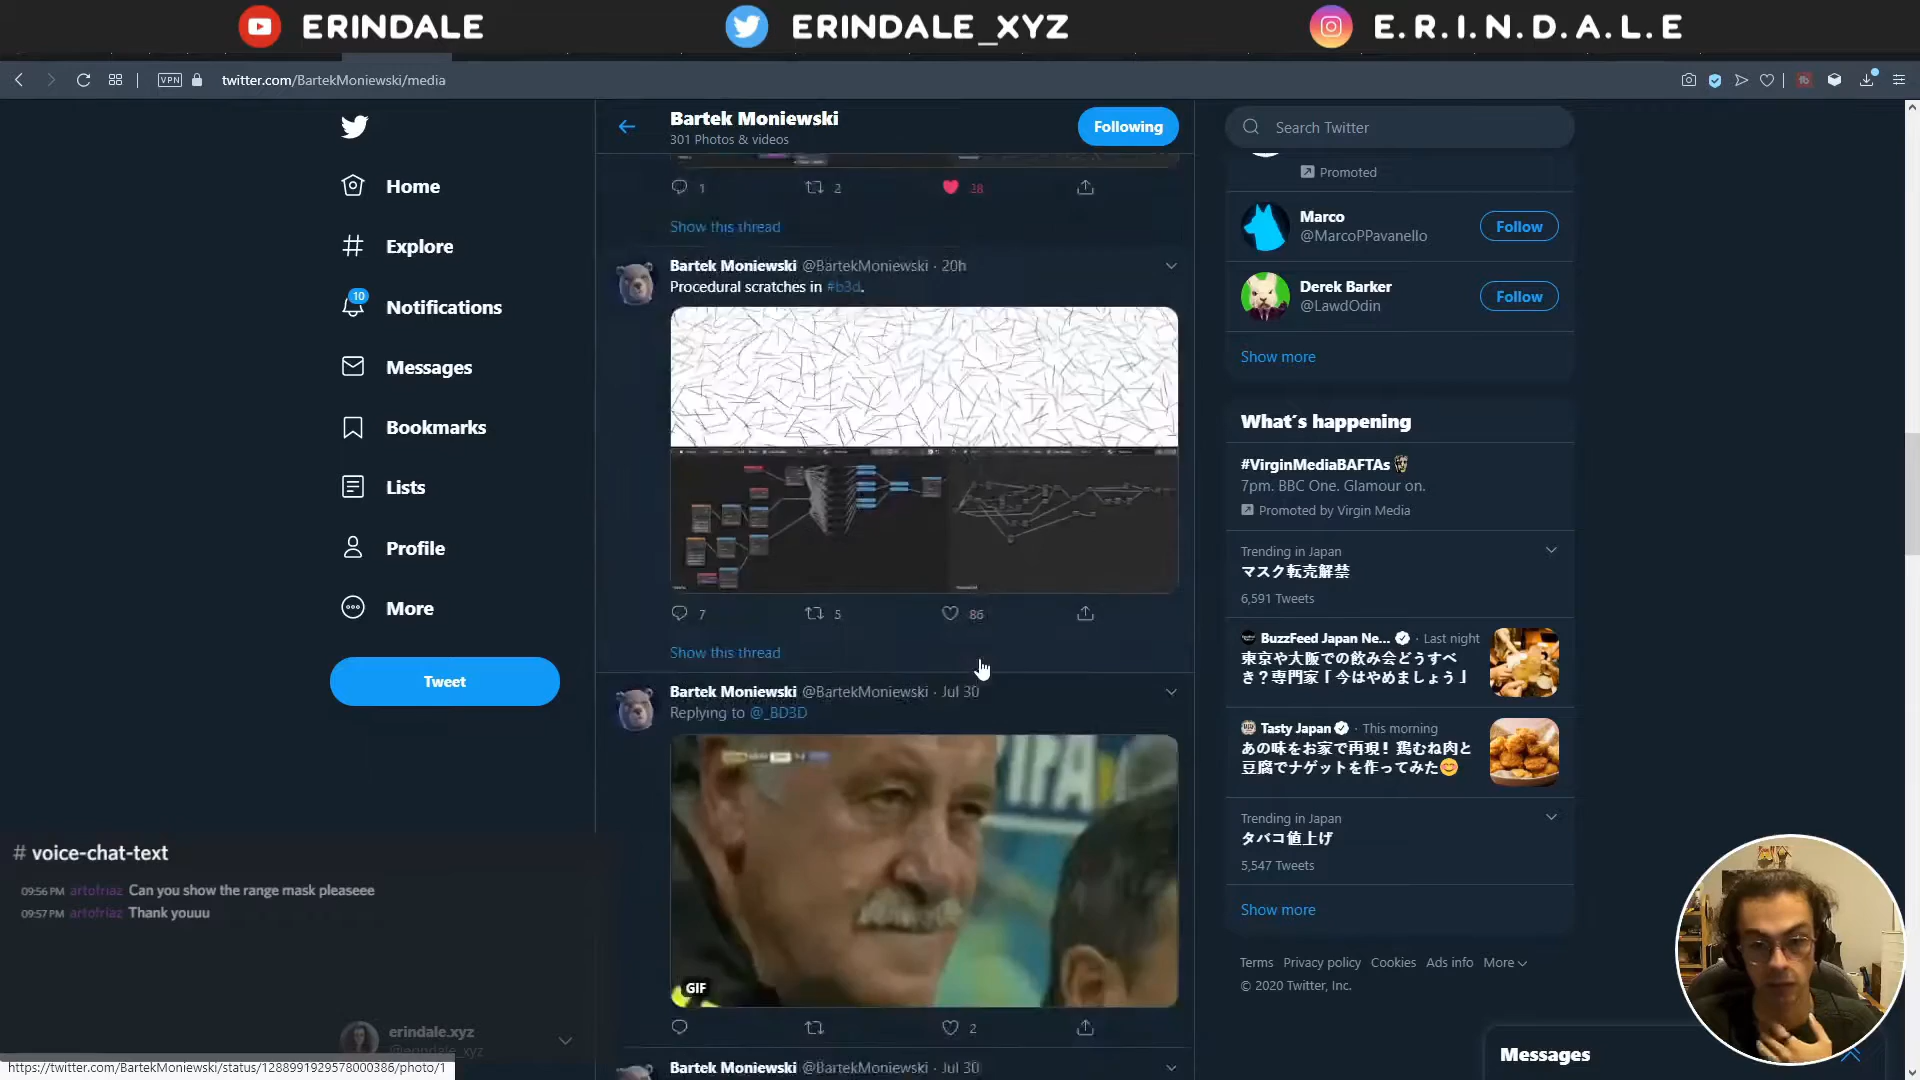 ERINDALE
ERINDALE_XYZ
E.R.I.N.D.A.L.E
VPN
twitter.com/BartekMoniewski/media
Home
Explore
10
Notifications
Messages
Bookmarks
Lists
Profile
More
Tweet
# voice-chat-text
09:56 PM artofriaz Can you show the range mask pleaseee
09:57 PM artofriaz Thank youuu
erindale.xyz
@erindale_xyz
https://twitter.com/BartekMoniewski/status/1288991929578000386/photo/1
Bartek Moniewski
301 Photos & videos
Following
1
2
28
Show this thread
Bartek Moniewski @BartekMoniewski · 20h
Procedural scratches in #b3d.
7
5
86
Show this thread
Bartek Moniewski @BartekMoniewski · Jul 30
Replying to @_BD3D
GIF
2
Bartek Moniewski @BartekMoniewski · Jul 30
Search Twitter
Promoted
Marco
@MarcoPPavanello
Follow
Derek Barker
@LawdOdin
Follow
Show more
What's happening
#VirginMediaBAFTAs
7pm. BBC One. Glamour on.
Promoted by Virgin Media
Trending in Japan
マスク転売解禁
6,591 Tweets
BuzzFeed Japan Ne... · Last night
東京や大阪での飲み会どうすべ
き？専門家「今はやめましょう」
Tasty Japan · This morning
あの味をお家で再現！鶏むね肉と
豆腐でナゲットを作ってみた😊
Trending in Japan
タバコ値上げ
5,547 Tweets
Show more
Terms Privacy policy Cookies Ads info More
© 2020 Twitter, Inc.
Messages